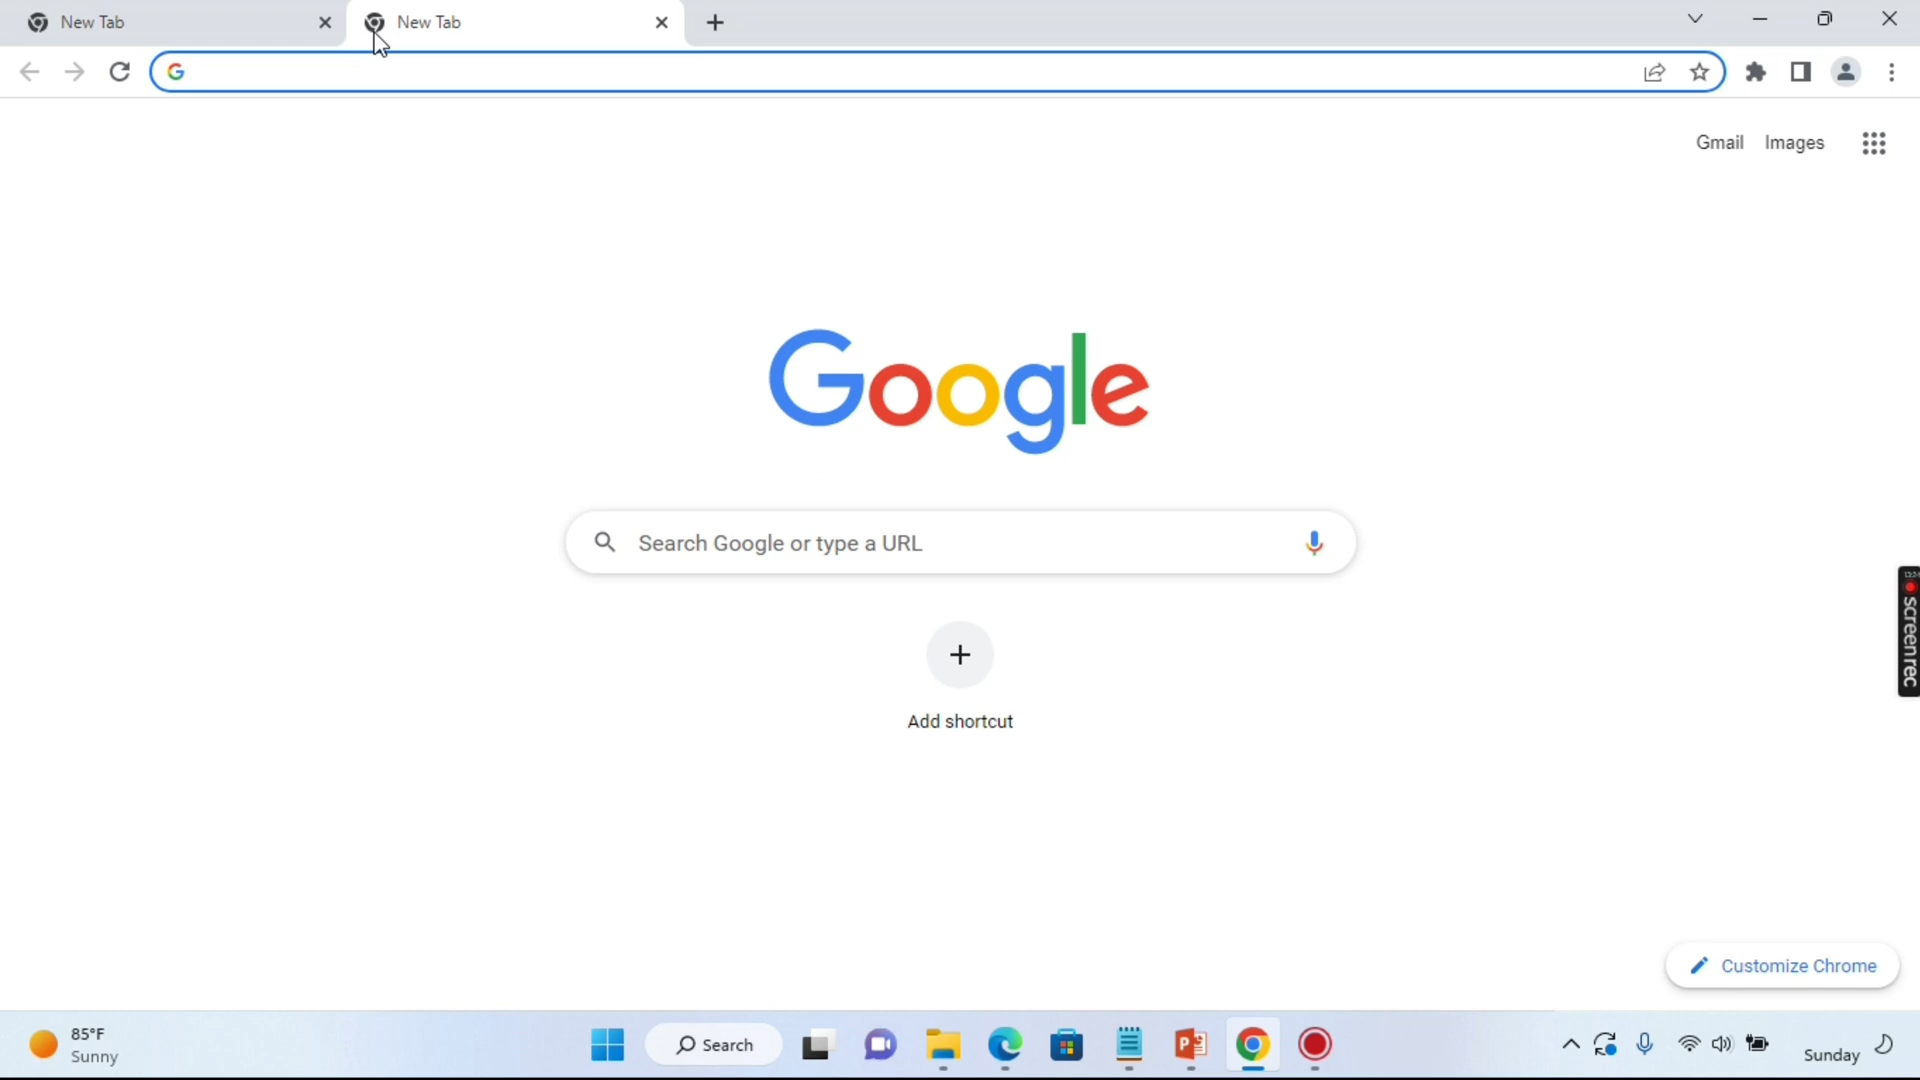 New Tab
New Tab
G
Gmail Images
Google
Search Google or type a URL
Add shortcut
screenrec
Customize Chrome
85°F
Sunny
Search
P
Sunday